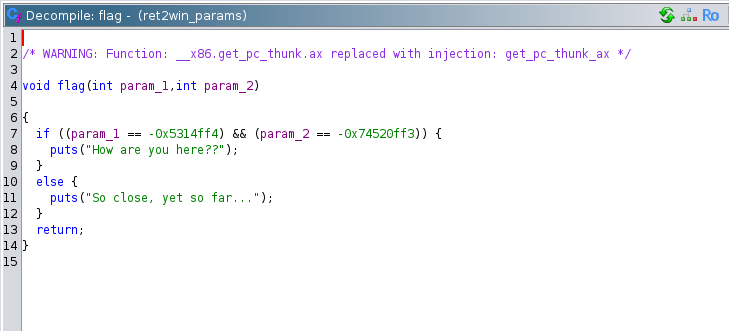 Decompile: flag - (ret2win_params)
Ro
1
2 /* WARNING: Function: __x86.get_pc_thunk.ax replaced with injection: get_pc_thunk_ax */
3
4 void flag(int param_1,int param_2)
5
6 {
7   if ((param_1 == -0x5314ff4) && (param_2 == -0x74520ff3)) {
8     puts("How are you here??");
9   }
10   else {
11     puts("So close, yet so far...");
12   }
13   return;
14 }
15